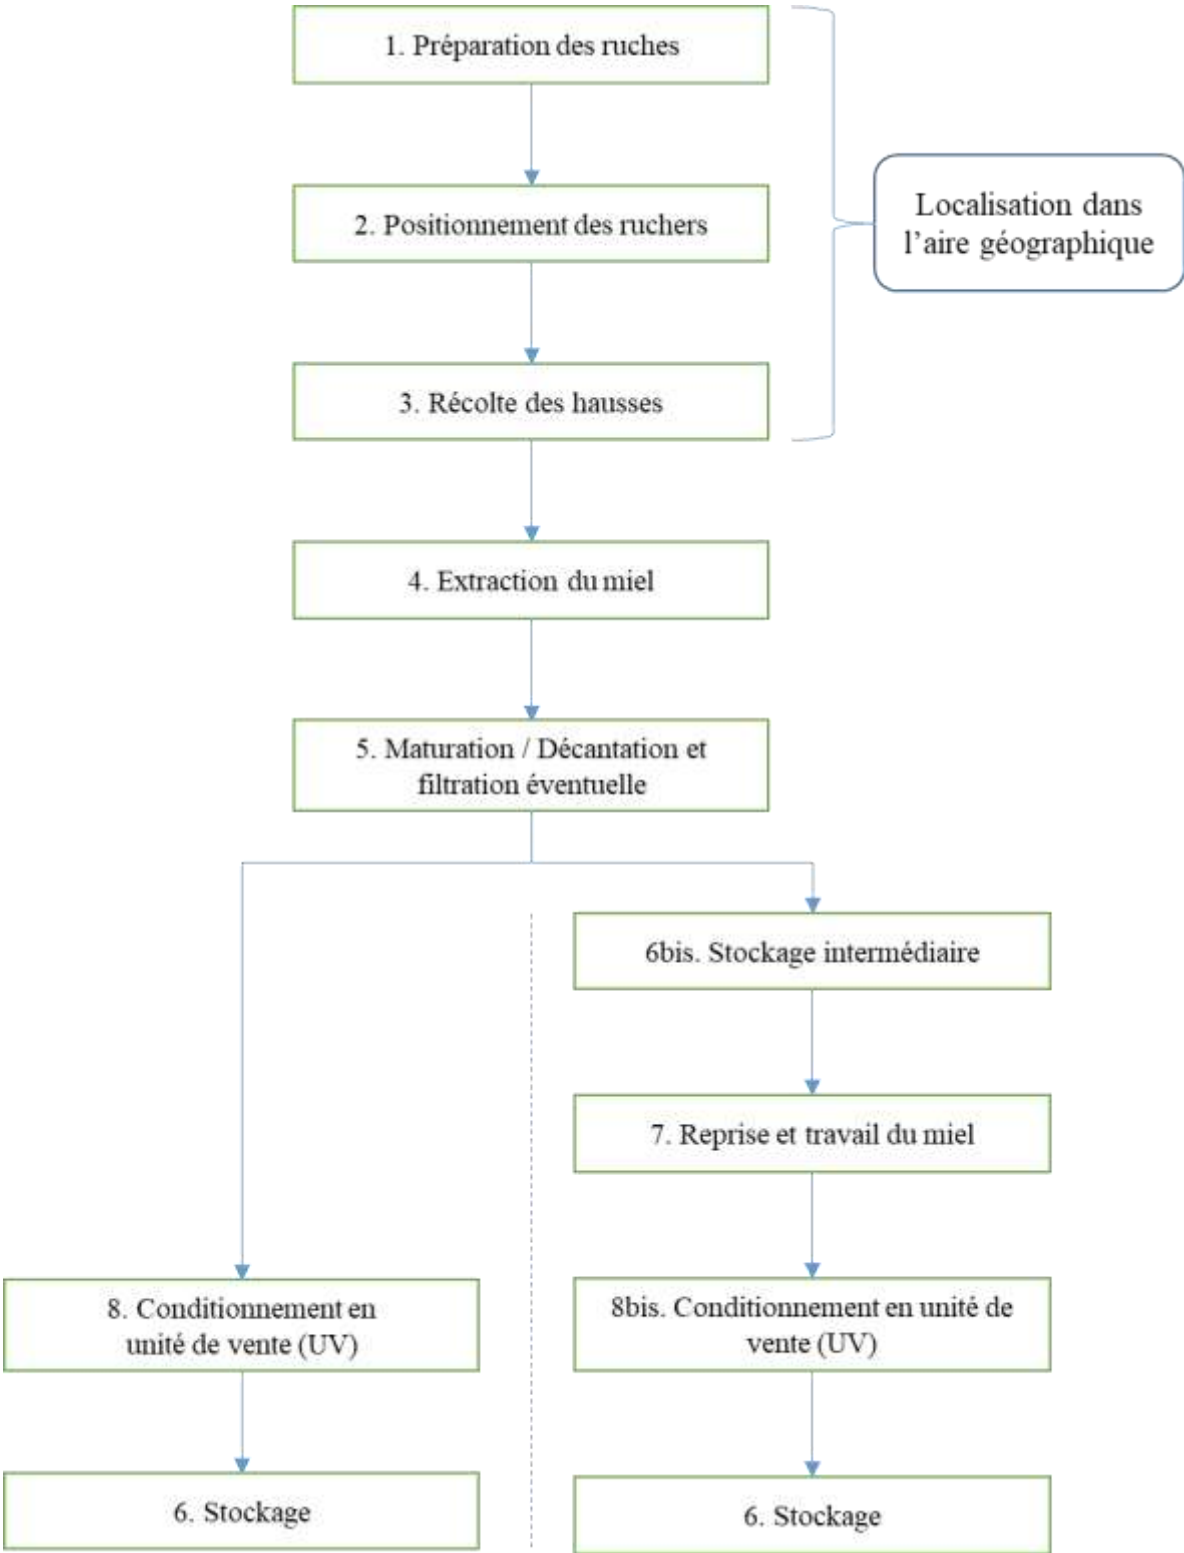 1. Préparation des ruches
2. Positionnement des ruchers
Localisation dans
l’aire géographique
3. Récolte des hausses
4. Extraction du miel
5. Maturation / Décantation et
filtration éventuelle
6bis. Stockage intermédiaire
7. Reprise et travail du miel
8. Conditionnement en
unité de vente (UV)
8bis. Conditionnement en unité de
vente (UV)
6. Stockage
6. Stockage